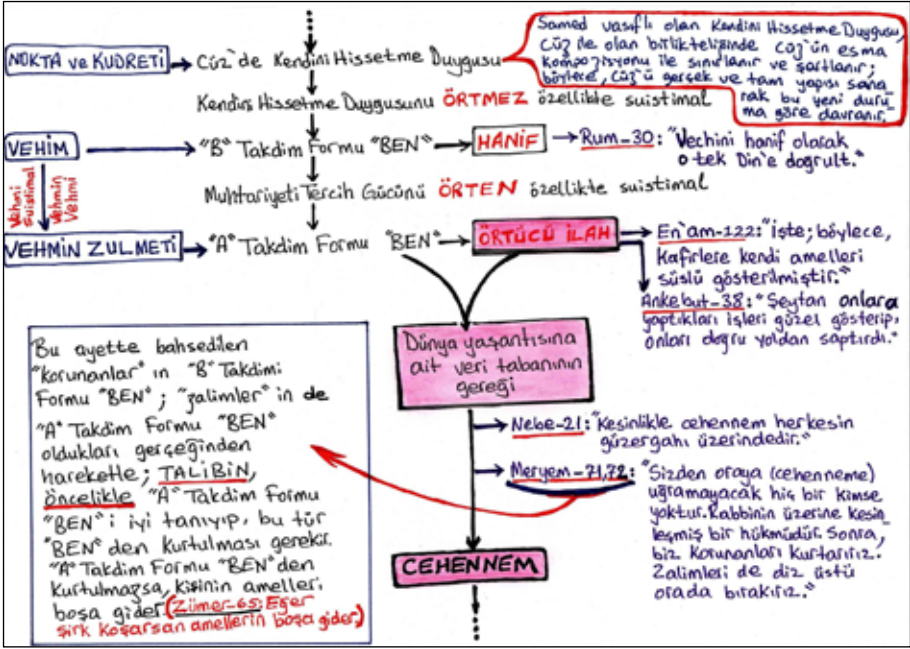 NOKTA ve KUDRETİ
Cüz'de Kendini Hissetme Duygusu
Samed vasıflı olan Kendini Hissetme Duygusu,
Cüz ile olan birlikteliğinde cüz'ün esma
kompozisyonu ile sınırlanır ve şartlanır;
böylece, Cüz'ü gerçek ve tam yapısı sana
rak bu yeni duru
ma göre davranır.
Kendini Hissetme Duygusunu ÖRTMEZ özellikte suistimal
VEHİM
"B" Takdim Formu "BEN"
HANİF
Rum-30: "Vechini hanif olarak
o tek Din'e doğrult."
Vehmi
Suistimal
Vehmin
Vehmi
Muhtariyeti Tercih Gücünü ÖRTEN özellikte suistimal
VEHMİN ZULMETİ
"A" Takdim Formu "BEN"
ÖRTÜCÜ İLAH
En'am-122: "İşte; böylece,
kafirlere kendi amelleri
süslü gösterilmiştir."
Ankebut-38: "Şeytan onlara
yaptıkları işleri güzel gösterip,
onları doğru yoldan saptırdı."
Dünya yaşantısına
ait veri tabanının
gereği
Nebe-21: "Kesinlikle cehennem herkesin
güzergahı üzerindedir."
Meryem-71,72: "Sizden oraya (cehenneme)
uğramayacak hiç bir kimse
yoktur. Rabbinin üzerine kesin
leşmiş bir hükmüdür. Sonra,
biz korunanları kurtarırız.
Zalimleri de diz üstü
orada bırakırız."
CEHENNEM
Bu ayette bahsedilen
"korunanlar" ın "B" Takdimi
Formu "BEN"; "zalimler" in de
"A" Takdim Formu "BEN"
oldukları gerçeğinden
hareketle; TALİBİN,
öncelikle "A" Takdim Formu
"BEN"i iyi tanıyıp, bu tür
"BEN"den kurtulması gerekir.
"A" Takdim Formu "BEN"den
kurtulmazsa, kişinin amelleri
boşa gider. (Zümer-65: Eğer
şirk koşarsan amellerin boşa gider.)